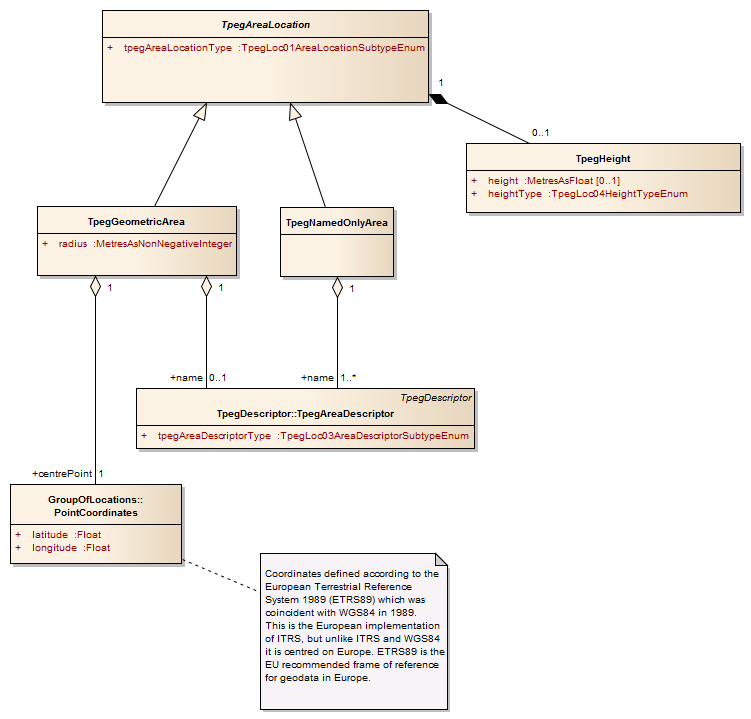 TpegAreaLocation
+ tpegAreaLocationType :TpegLoc01AreaLocationSubtypeEnum
1
0..1
TpegHeight
+ height :MetresAsFloat [0..1]
+ heightType :TpegLoc04HeightTypeEnum
TpegGeometricArea
+ radius :MetresAsNonNegativeInteger
TpegNamedOnlyArea
1
1
1
+name 0..1
+name 1..*
TpegDescriptor
TpegDescriptor::TpegAreaDescriptor
+ tpegAreaDescriptorType :TpegLoc03AreaDescriptorSubtypeEnum
+centrePoint 1
GroupOfLocations::
PointCoordinates
+ latitude :Float
+ longitude :Float
Coordinates defined according to the
European Terrestrial Reference
System 1989 (ETRS89) which was
coincident with WGS84 in 1989.
This is the European implementation
of ITRS, but unlike ITRS and WGS84
it is centred on Europe. ETRS89 is the
EU recommended frame of reference
for geodata in Europe.